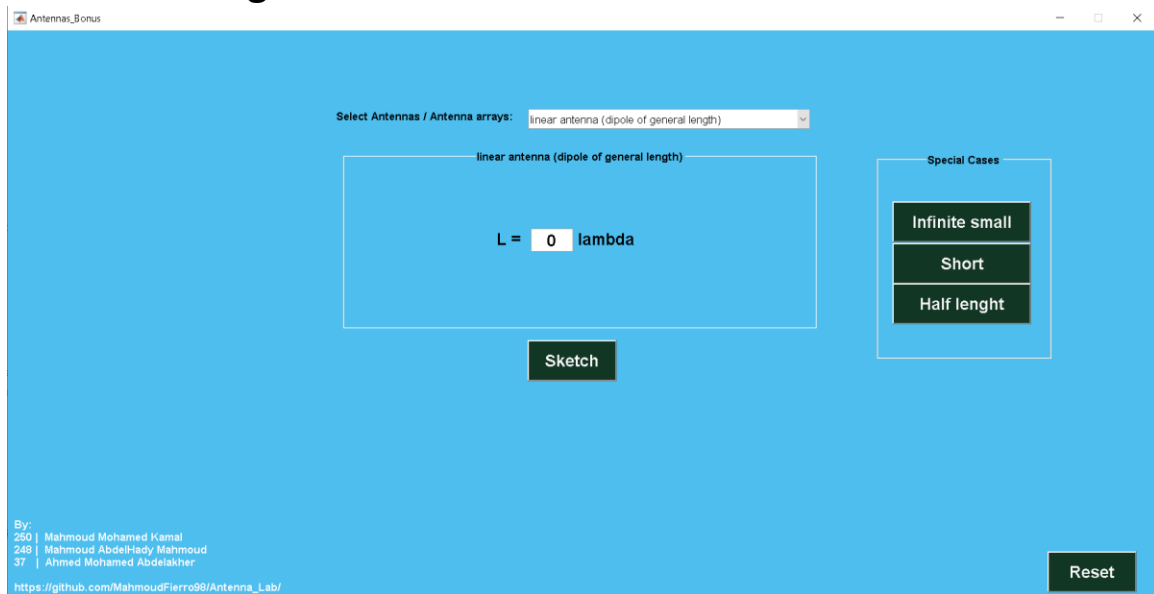 Antennas_Bonus
Select Antennas / Antenna arrays: linear antenna (dipole of general length)
linear antenna (dipole of general length)
L = 0 lambda
Sketch
Special Cases
Infinite small
Short
Half lenght
By:
250 | Mahmoud Mohamed Kamal
248 | Mahmoud AbdelHady Mahmoud
37 | Ahmed Mohamed Abdelakher
https://github.com/MahmoudFierro98/Antenna_Lab/
Reset